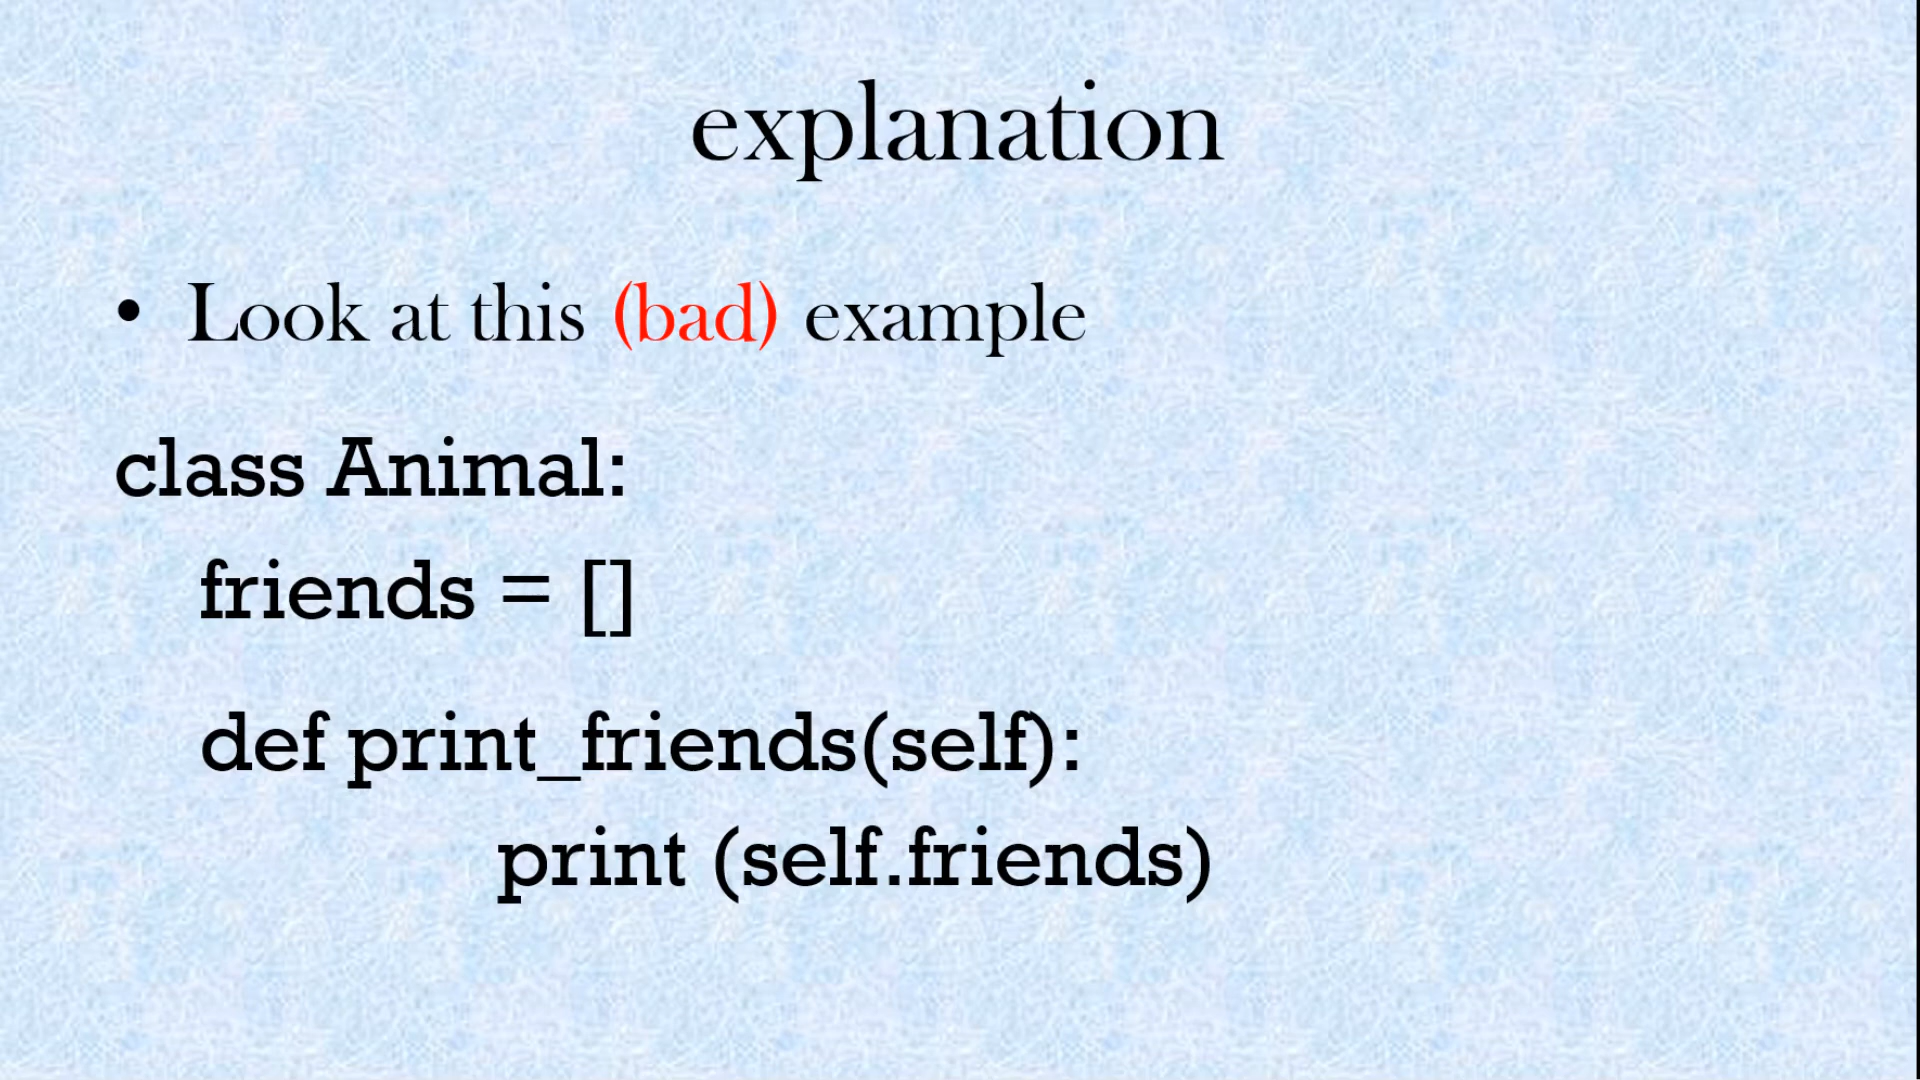 explanation
• Look at this (bad) example
class Animal:
friends = []
def print_friends(self):
print (self.friends)